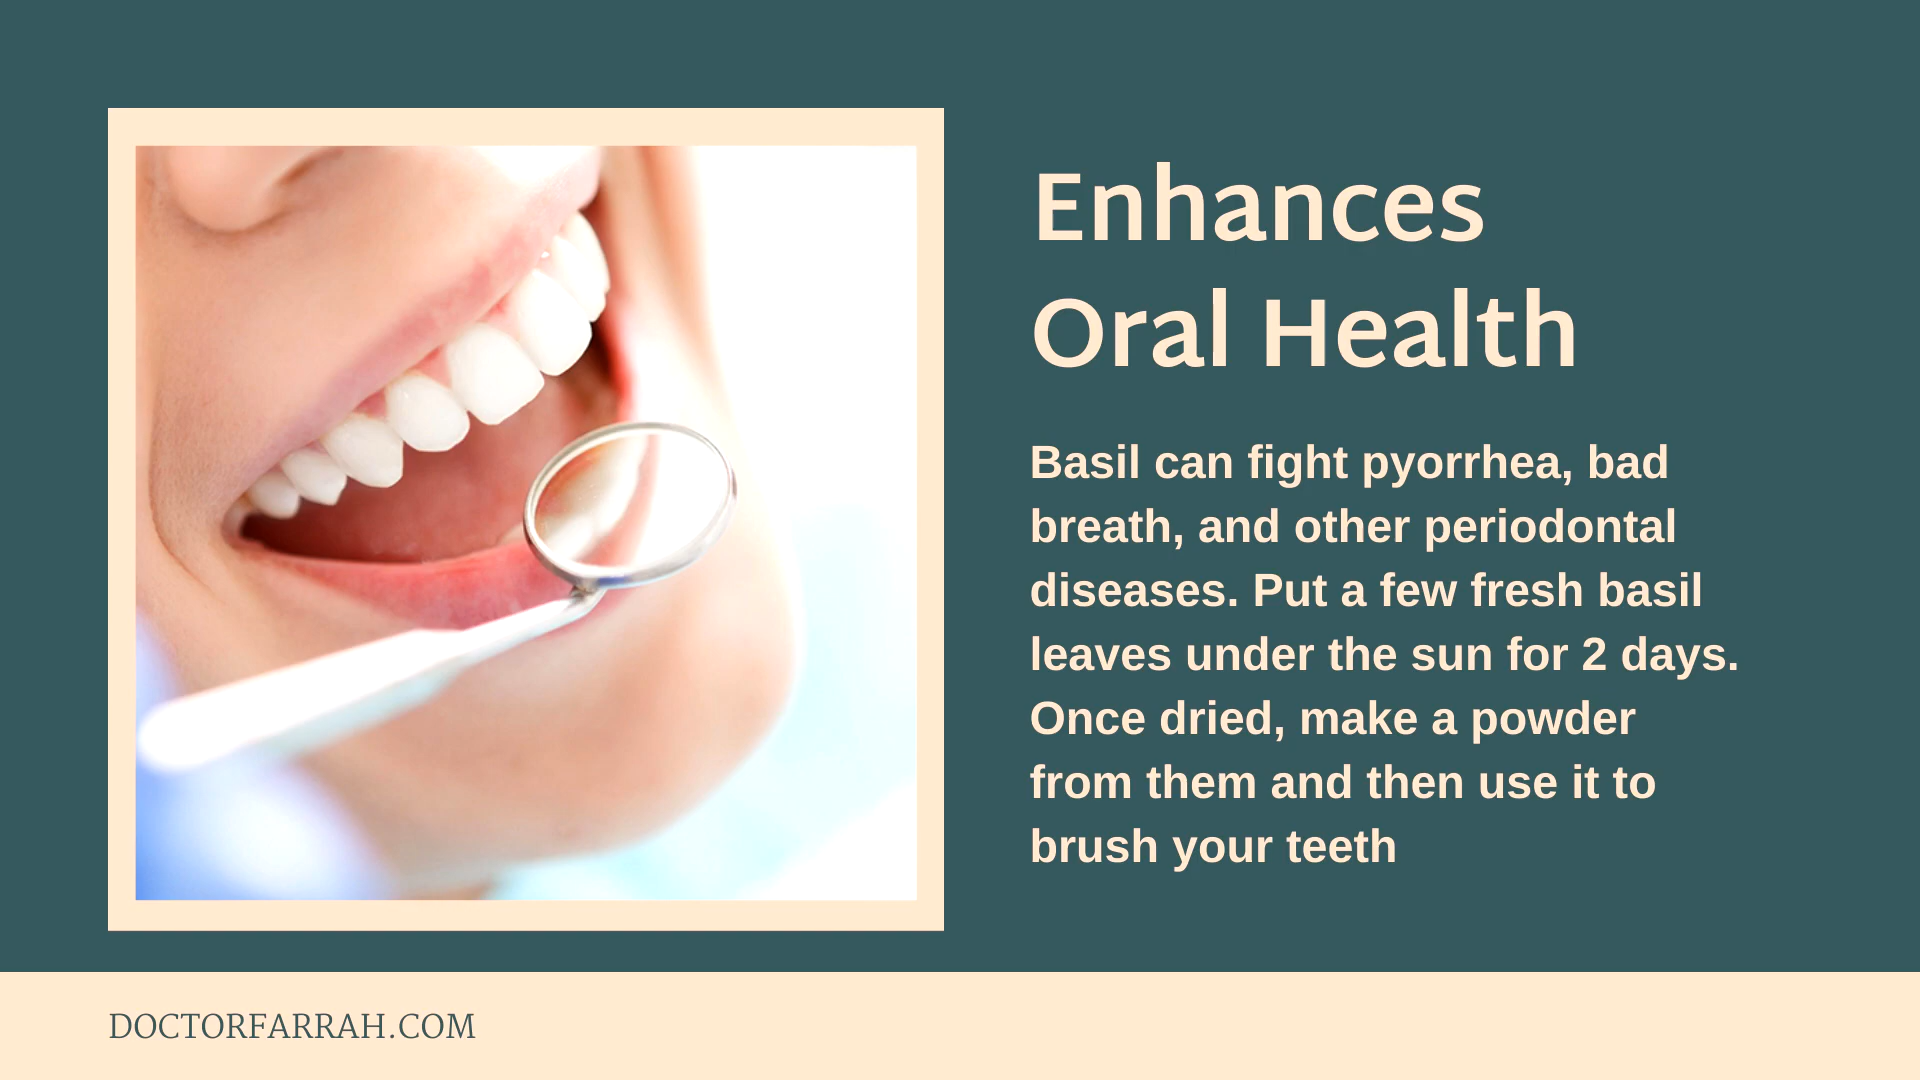 Enhances
Oral Health
Basil can fight pyorrhea, bad
breath, and other periodontal
diseases. Put a few fresh basil
leaves under the sun for 2 days.
Once dried, make a powder
from them and then use it to
brush your teeth
DOCTORFARRAH.COM